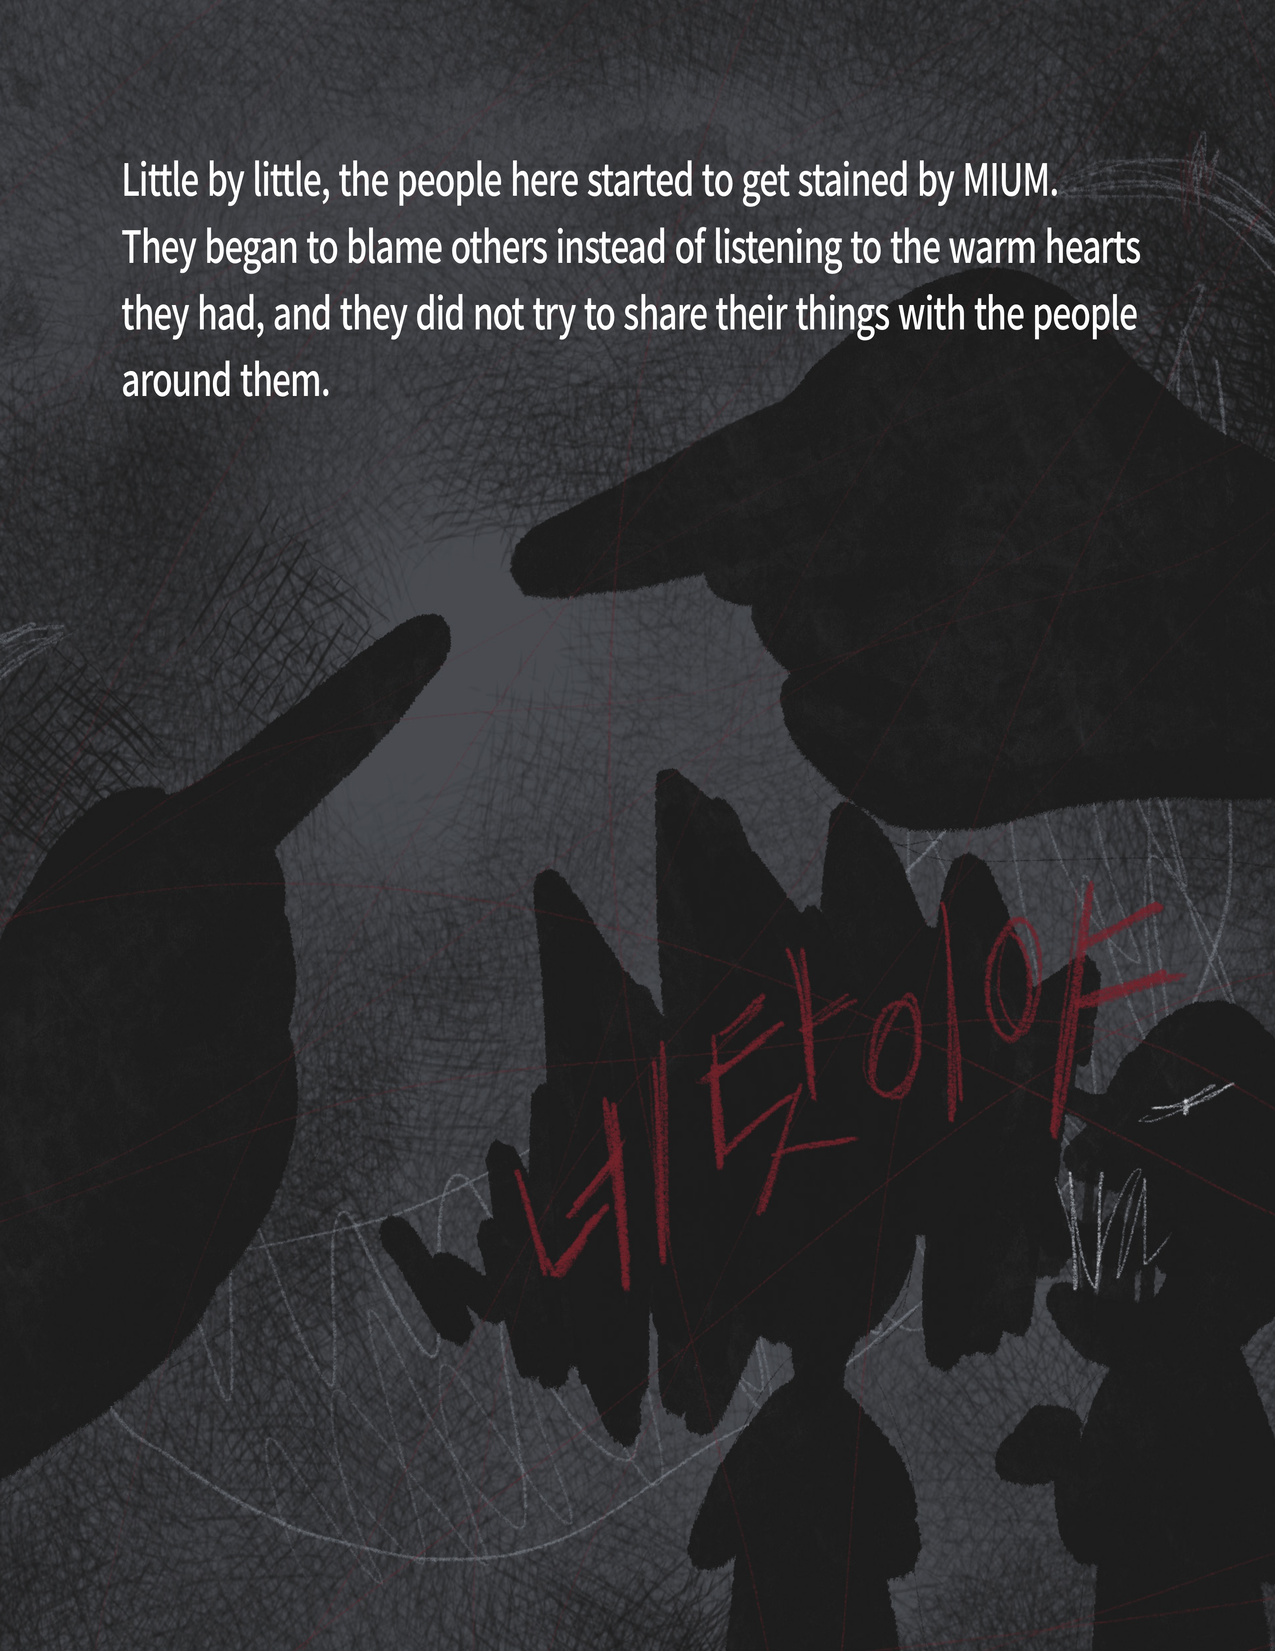 Little by little, the people here started to get stained by MIUM.
They began to blame others instead of listening to the warm hearts
they had, and they did not try to share their things with the people
around them.
네 탓이야